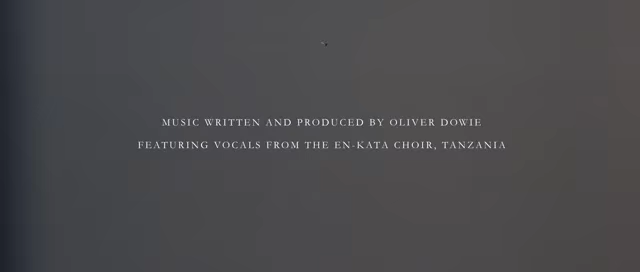 MUSIC WRITTEN AND PRODUCED BY OLIVER DOWIE
FEATURING VOCALS FROM THE EN-KATA CHOIR, TANZANIA